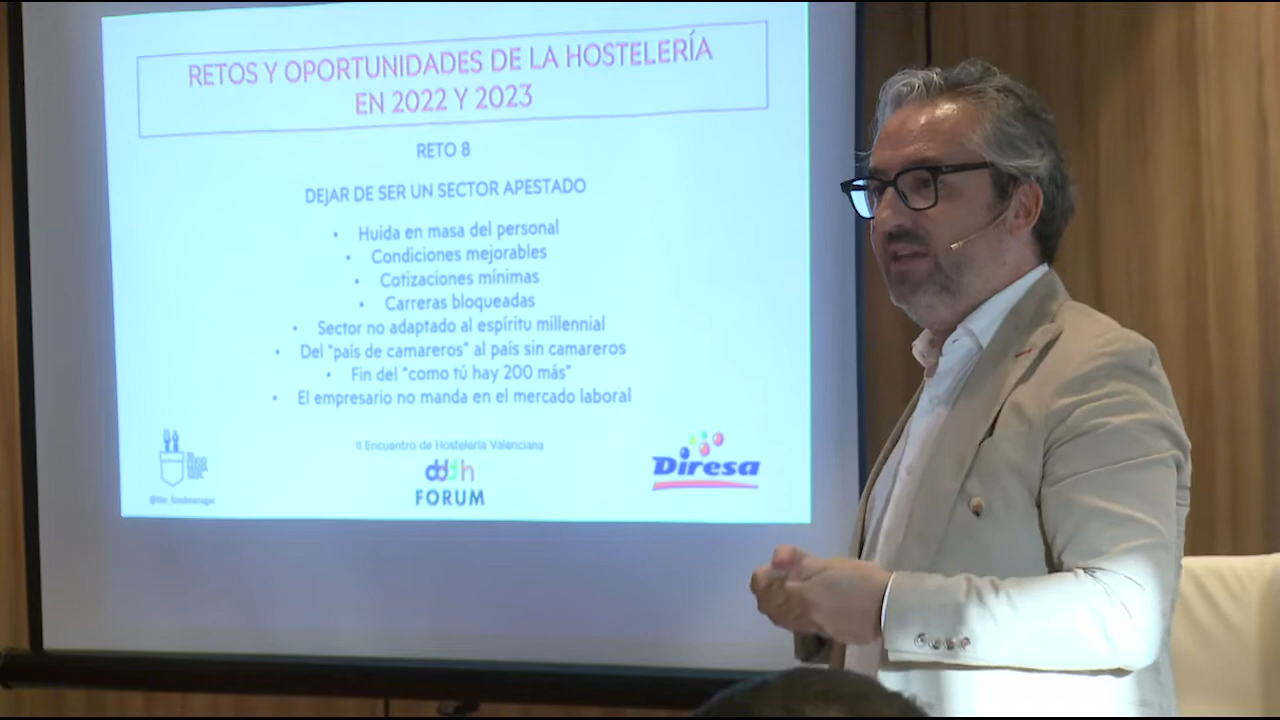 RETOS Y OPORTUNIDADES DE LA HOSTELERÍA
EN 2022 Y 2023
RETO 8
DEJAR DE SER UN SECTOR APESTADO
• Huida en masa del personal
• Condiciones mejorables
• Cotizaciones mínimas
• Carreras bloqueadas
• Sector no adaptado al espíritu millennial
• Del "país de camareros" al país sin camareros
• Fin del "como tú hay 200 más"
• El empresario no manda en el mercado laboral
II Encuentro de Hostelería Valenciana
FORUM
Diresa